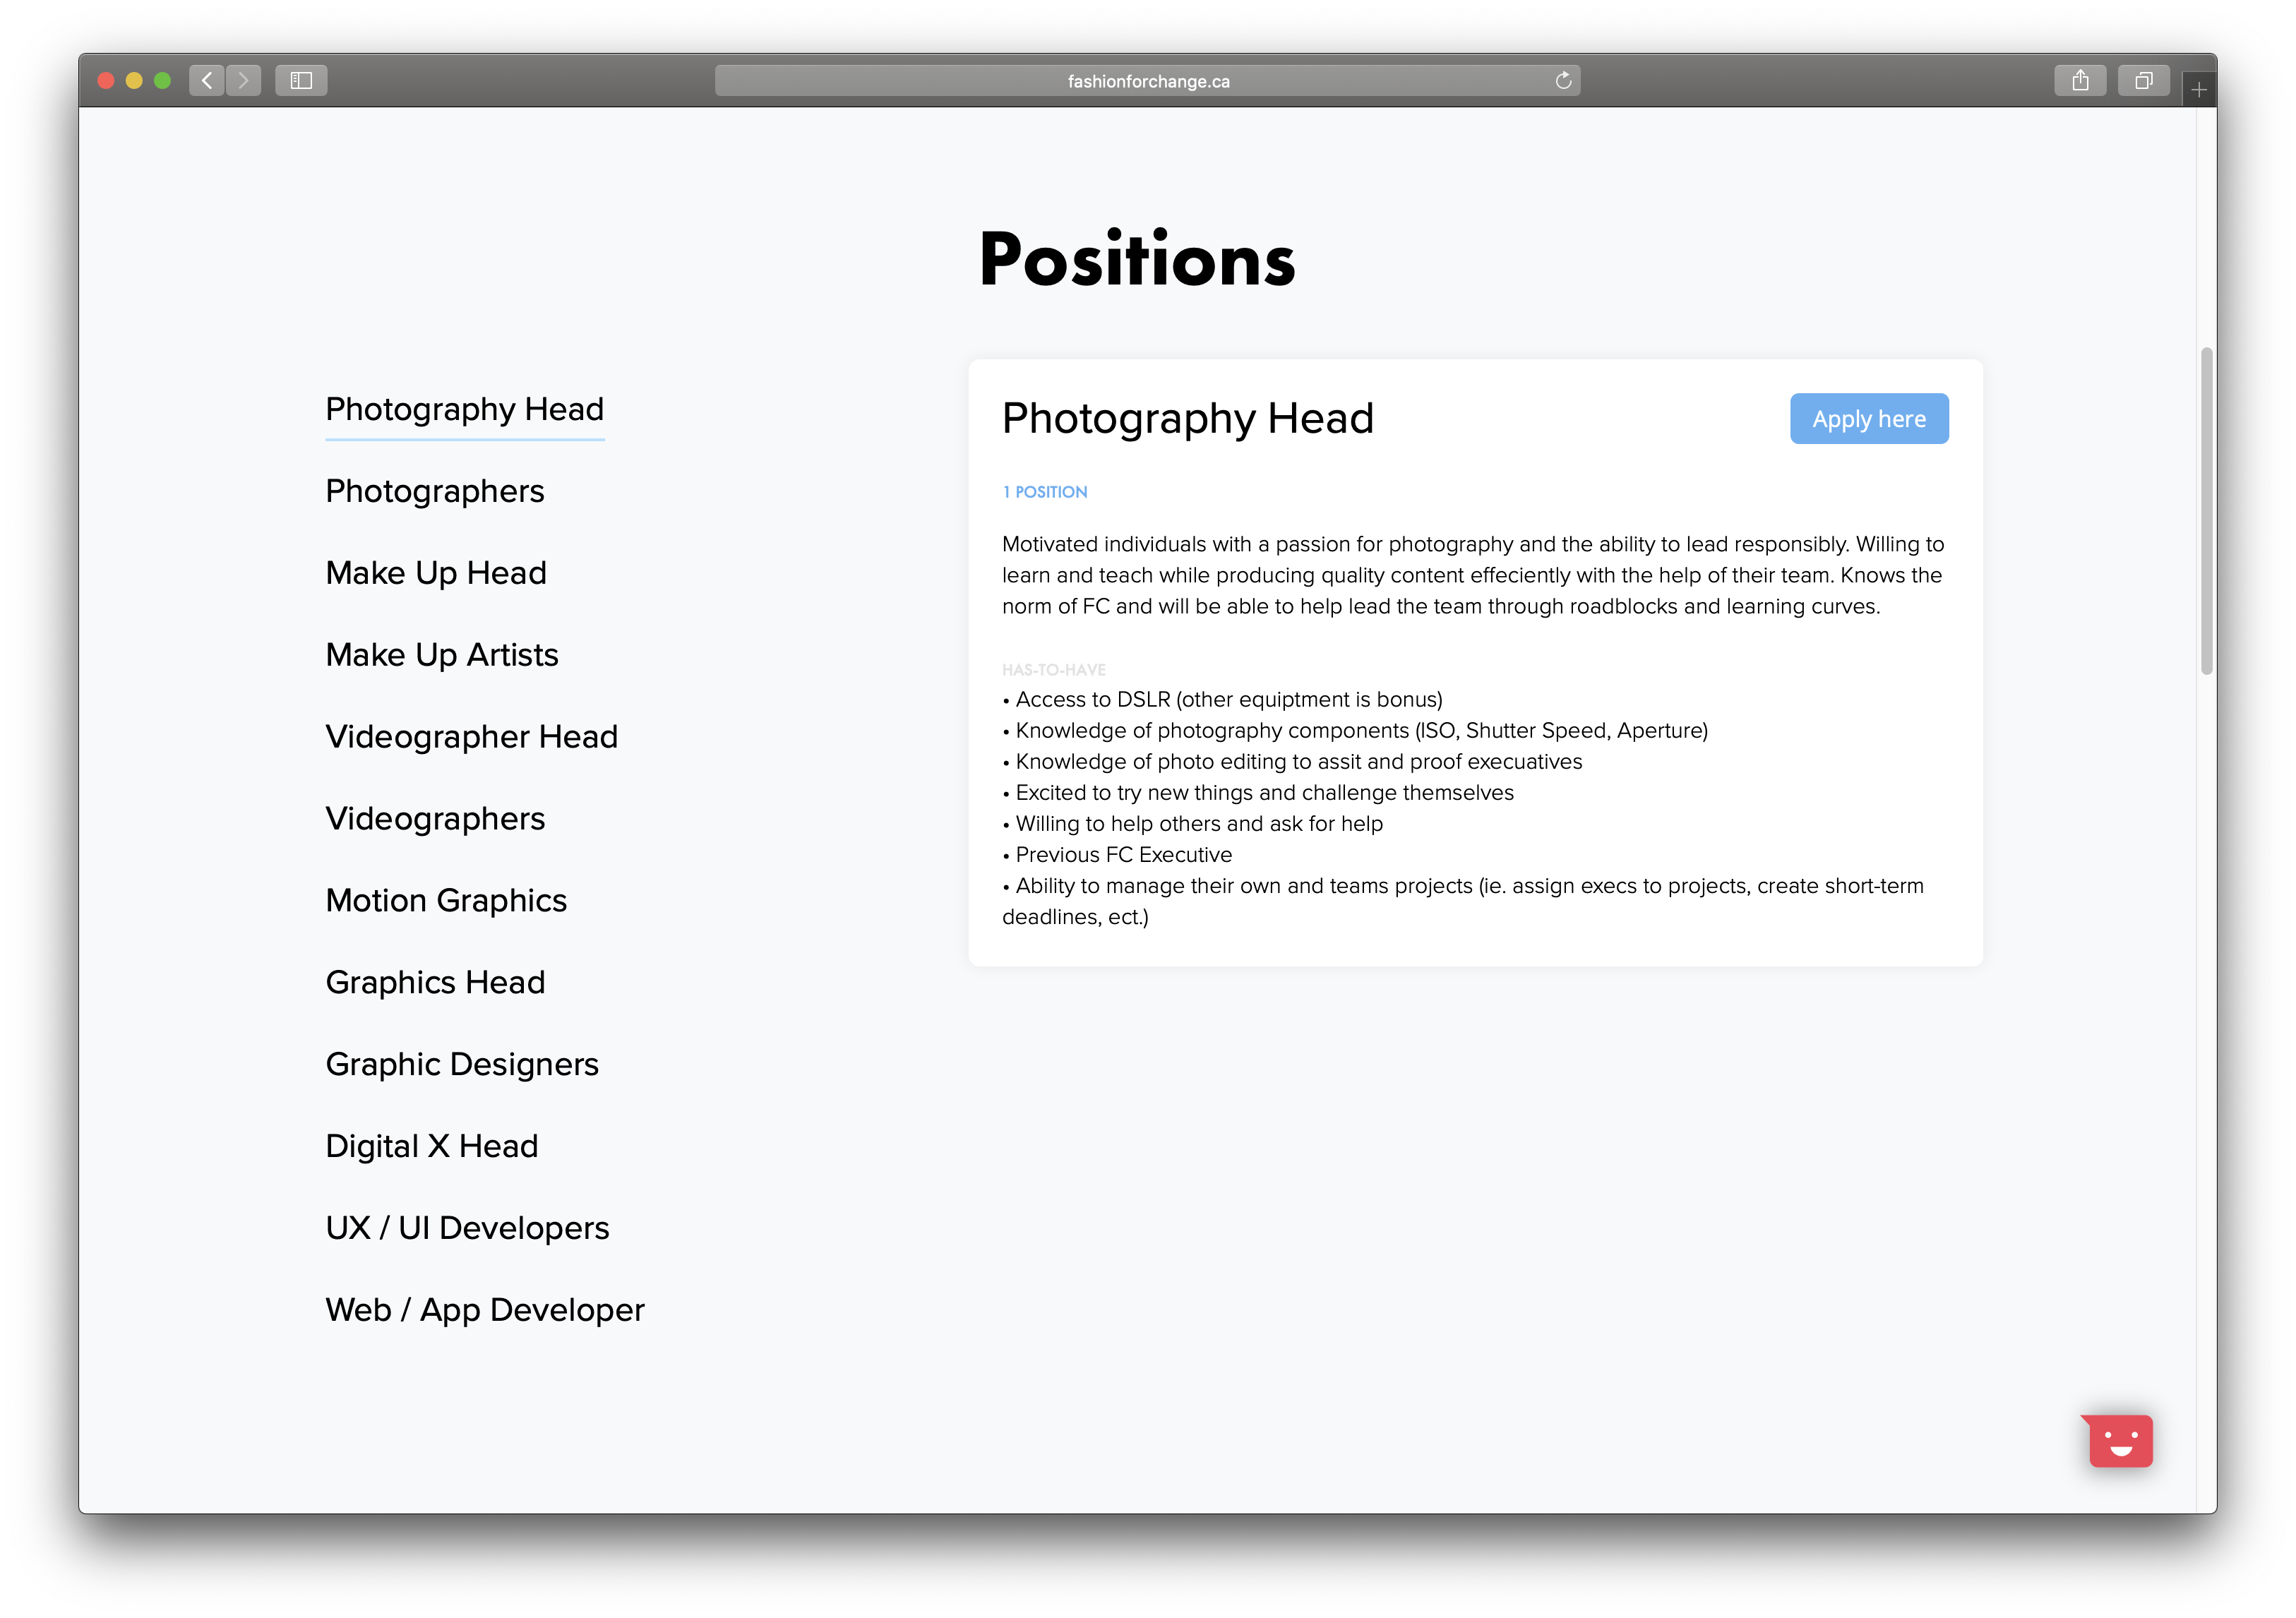 fashionforchange.ca
Positions
Photography Head
Photographers
Make Up Head
Make Up Artists
Videographer Head
Videographers
Motion Graphics
Graphics Head
Graphic Designers
Digital X Head
UX / UI Developers
Web / App Developer
Photography Head
Apply here
1 POSITION
Motivated individuals with a passion for photography and the ability to lead responsibly. Willing to
learn and teach while producing quality content effeciently with the help of their team. Knows the
norm of FC and will be able to help lead the team through roadblocks and learning curves.
HAS-TO-HAVE
• Access to DSLR (other equiptment is bonus)
• Knowledge of photography components (ISO, Shutter Speed, Aperture)
• Knowledge of photo editing to assit and proof execuatives
• Excited to try new things and challenge themselves
• Willing to help others and ask for help
• Previous FC Executive
• Ability to manage their own and teams projects (ie. assign execs to projects, create short-term
deadlines, ect.)